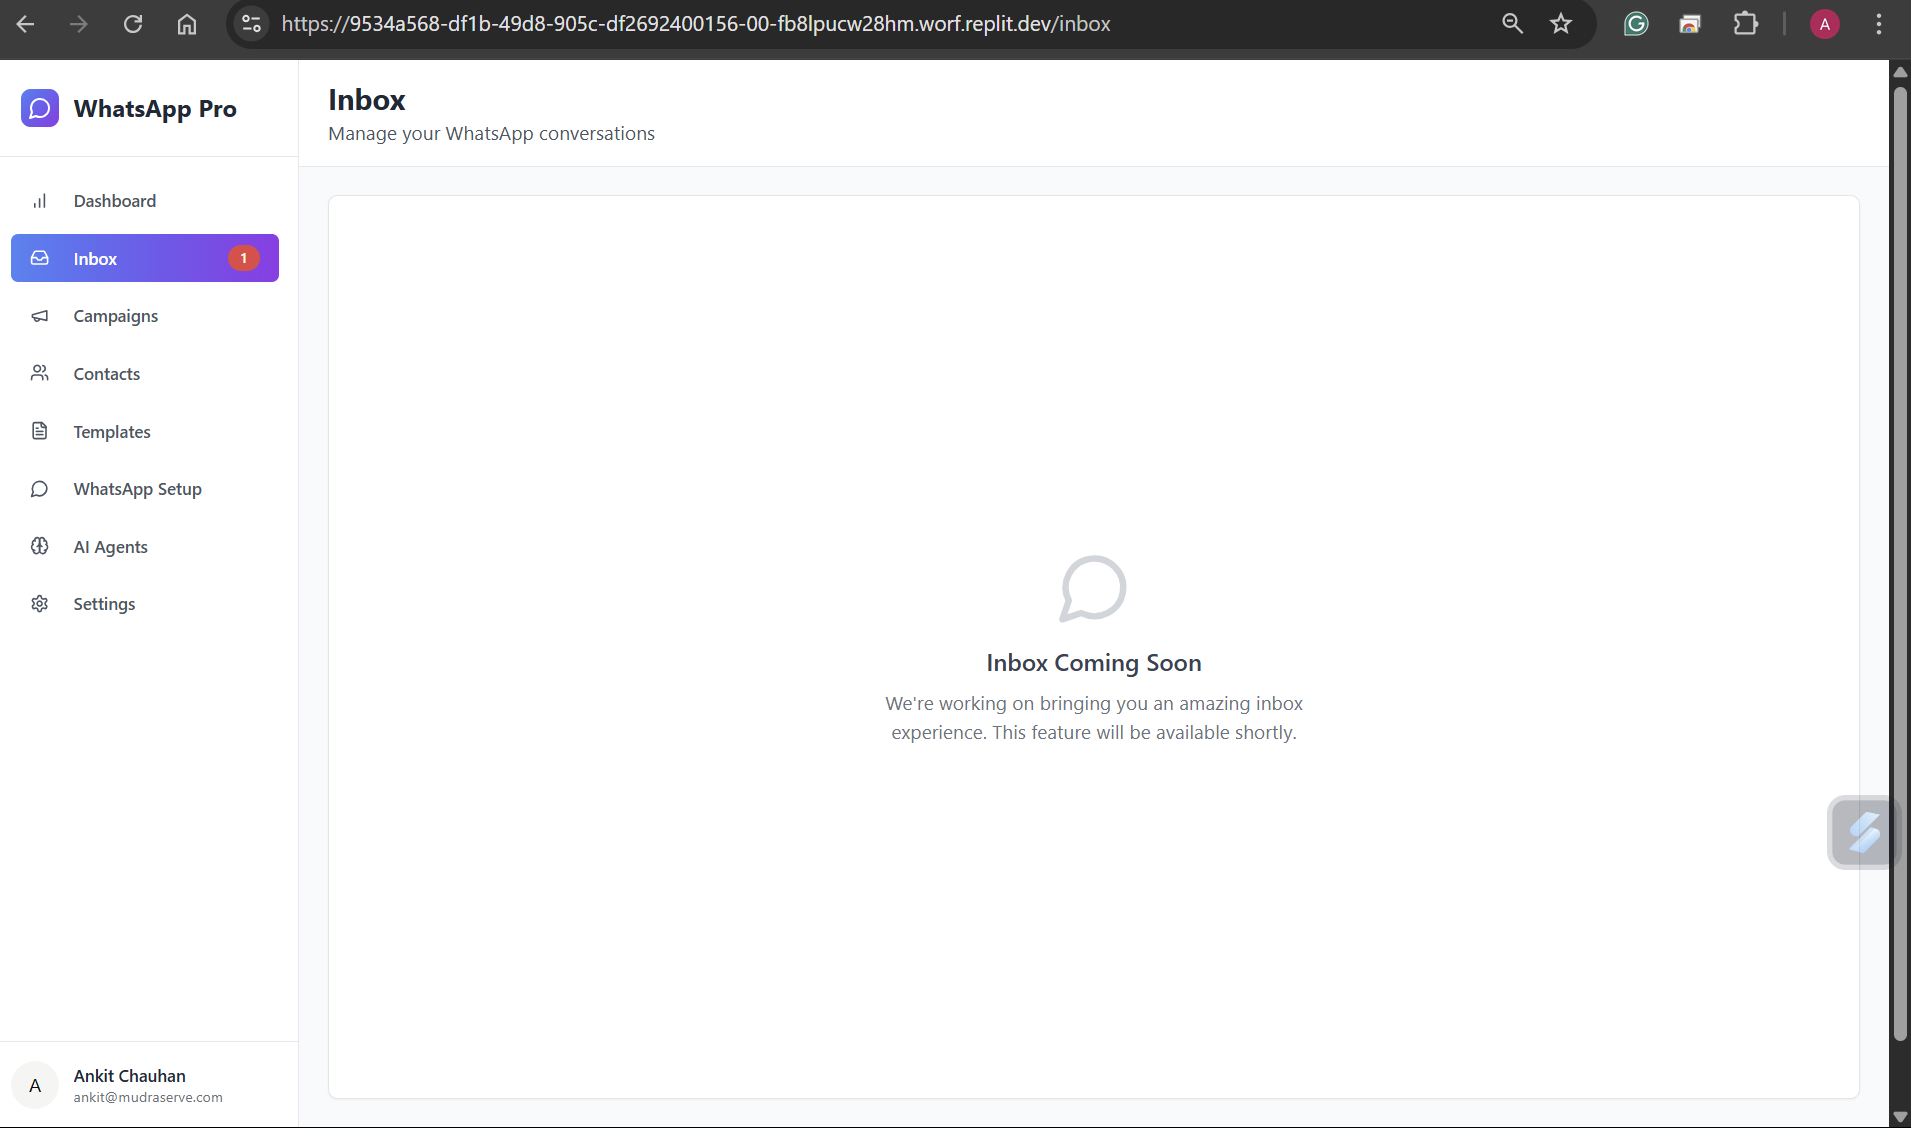 https://9534a568-df1b-49d8-905c-df2692400156-00-fb8lpucw28hm.worf.replit.dev/inbox
A
WhatsApp Pro
Dashboard
Inbox
1
Campaigns
Contacts
Templates
WhatsApp Setup
AI Agents
Settings
A
Ankit Chauhan
ankit@mudraserve.com
Inbox
Manage your WhatsApp conversations
Inbox Coming Soon
We're working on bringing you an amazing inbox
experience. This feature will be available shortly.